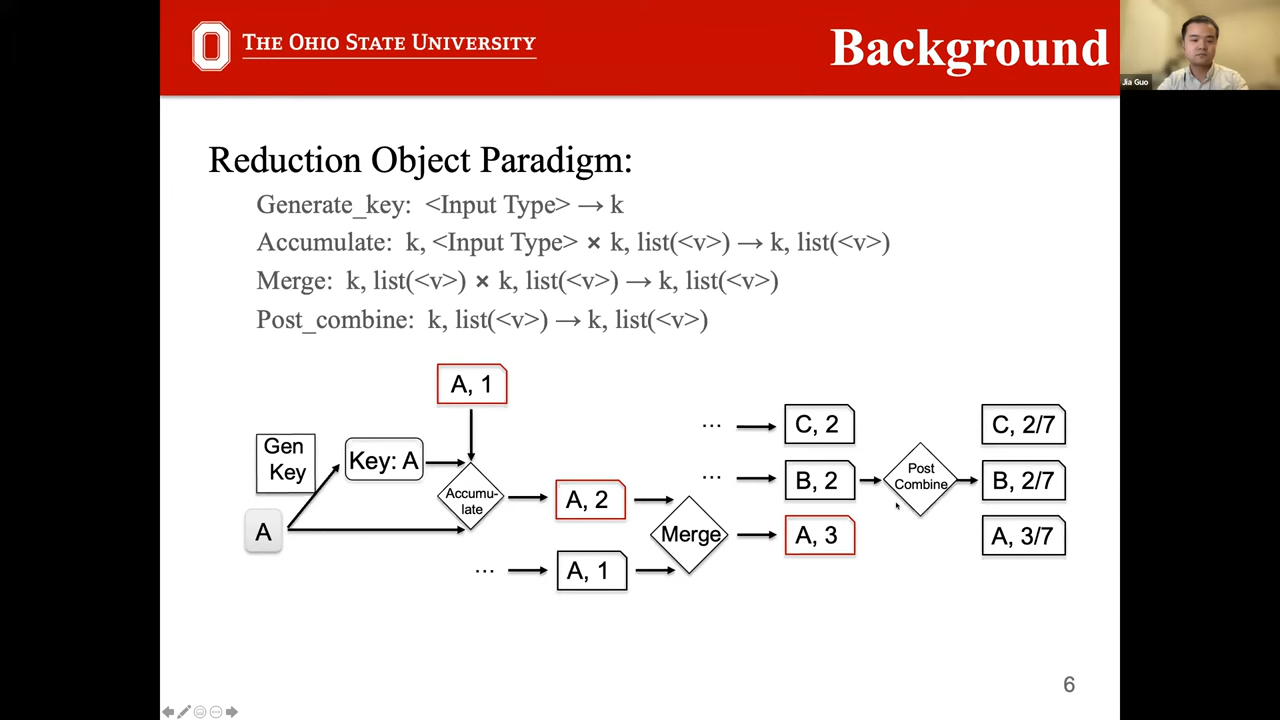 THE OHIO STATE UNIVERSITY
Background
Jia Guo
Reduction Object Paradigm:
Generate_key: <Input Type> → k
Accumulate: k, <Input Type> × k, list(<v>) → k, list(<v>)
Merge: k, list(<v>) × k, list(<v>) → k, list(<v>)
Post_combine: k, list(<v>) → k, list(<v>)
A, 1
Gen
Key
Key: A
A
Accumu-
late
A, 2
... 
A, 1
Merge
...
C, 2
...
B, 2
A, 3
Post
Combine
C, 2/7
B, 2/7
A, 3/7
6